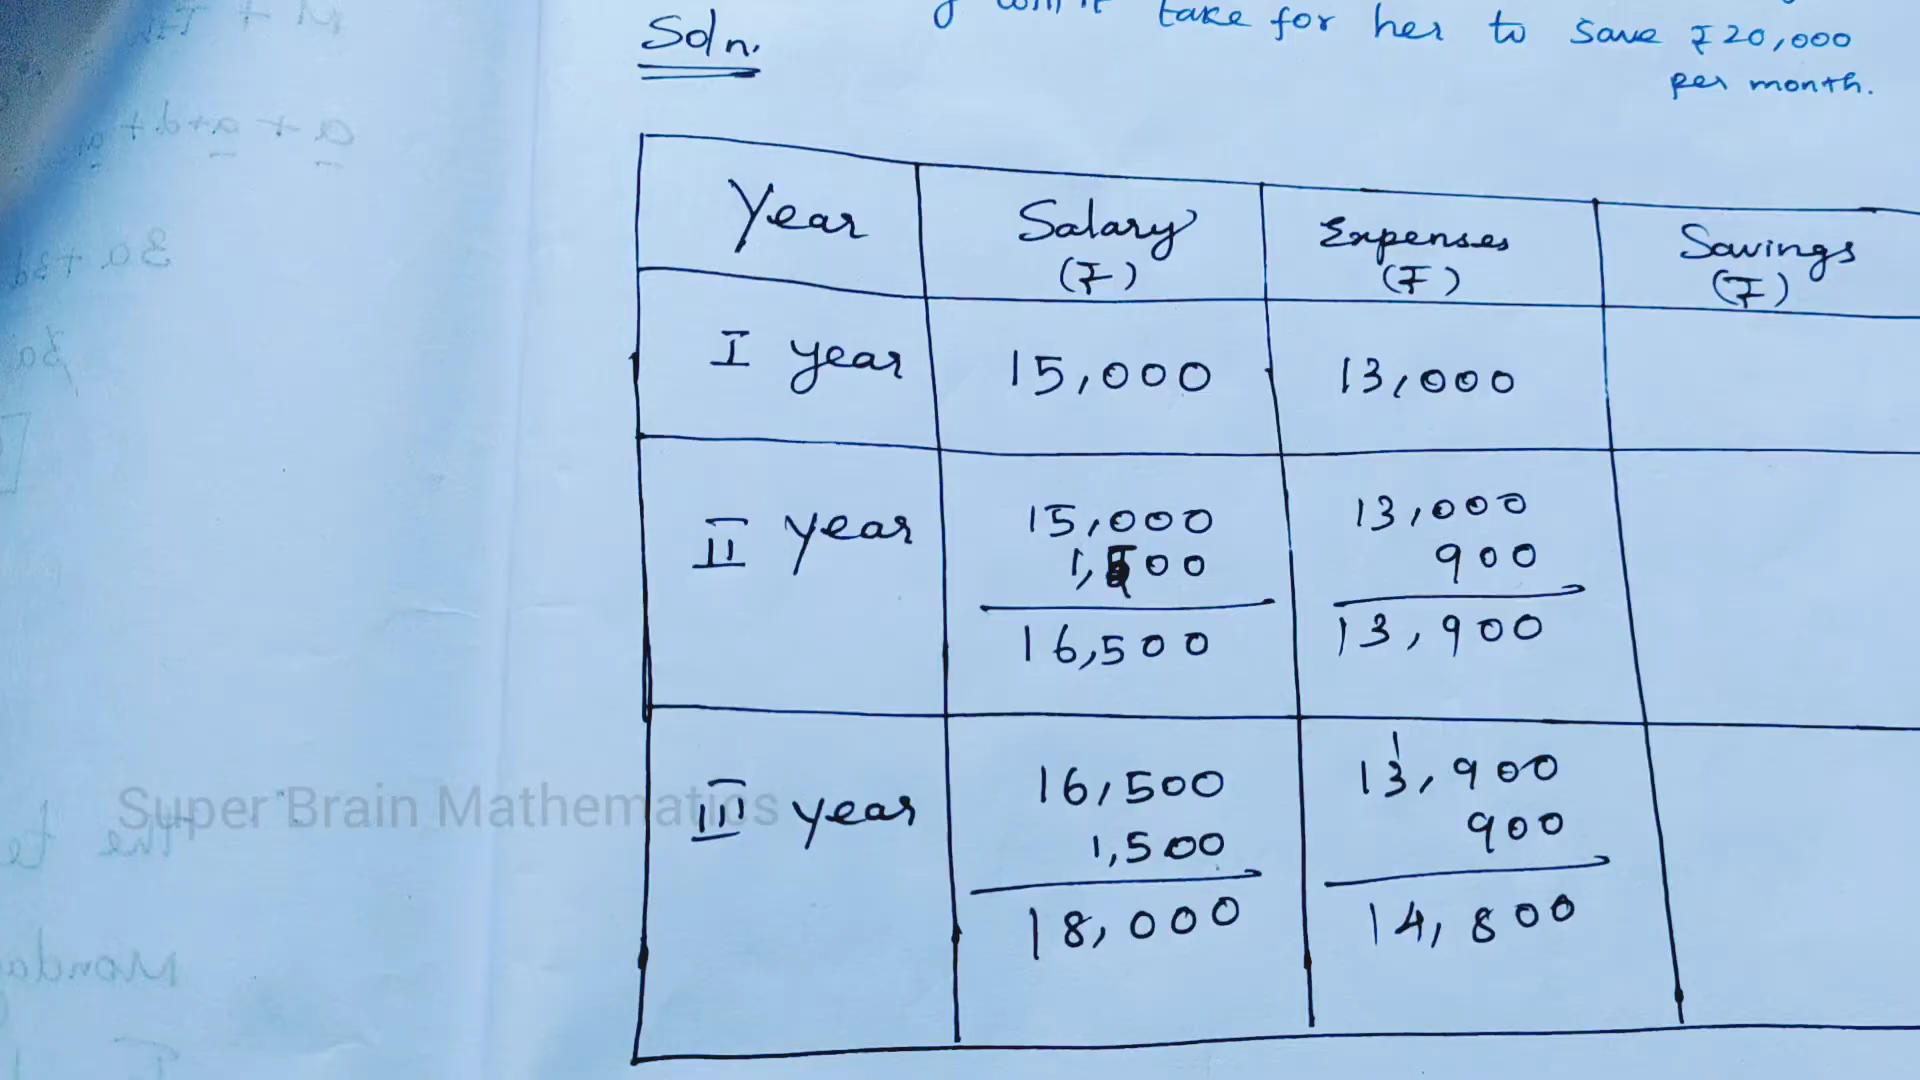 take for her to save ₹20,000
per month.
Soln.
Year Salary (₹) Expenses (₹) Savings (₹)
I year 15,000 13,000
II year 15,000 13,000
1,500 900
16,500 13,900
III year 16,500 13,900
1,500 900
18,000 14,800
Super Brain Mathematics